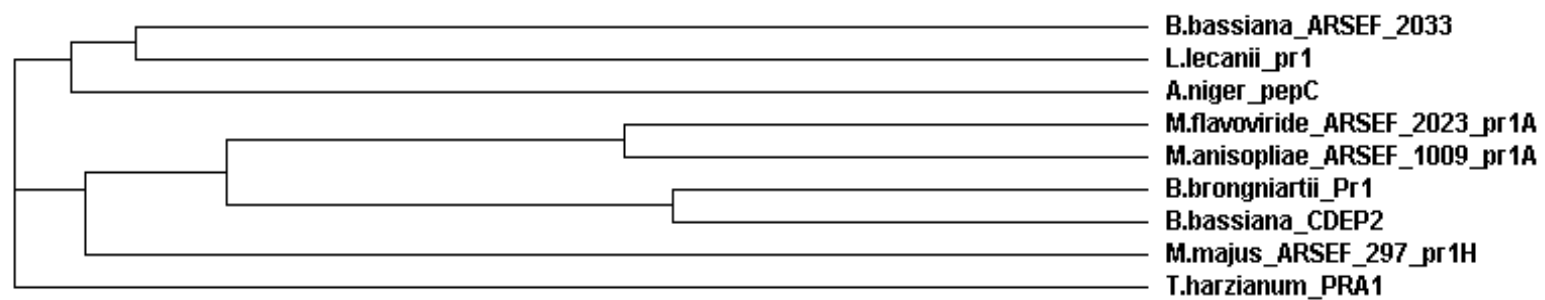 B.bassiana_ARSEF_2033
L.lecanii_pr1
A.niger_pepC
M.flavoviride_ARSEF_2023_pr1A
M.anisopliae_ARSEF_1009_pr1A
B.brongniartii_Pr1
B.bassiana_CDEP2
M.majus_ARSEF_297_pr1H
T.harzianum_PRA1